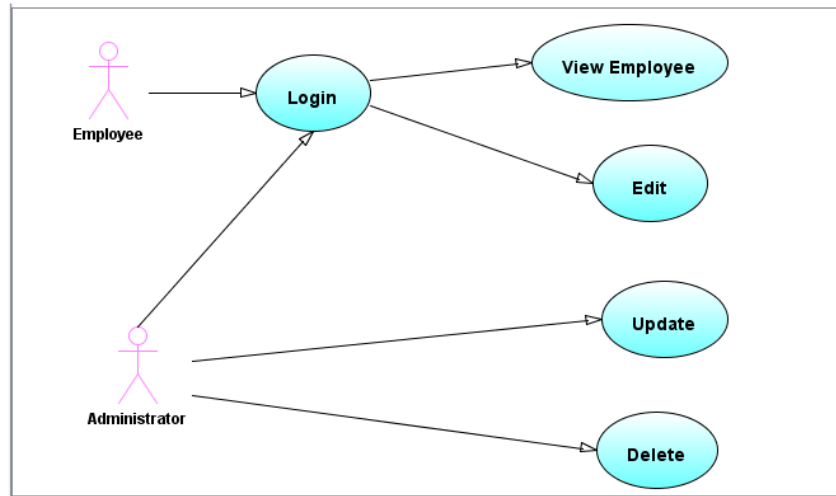 View Employee
Login
Employee
Edit
Update
Administrator
Delete